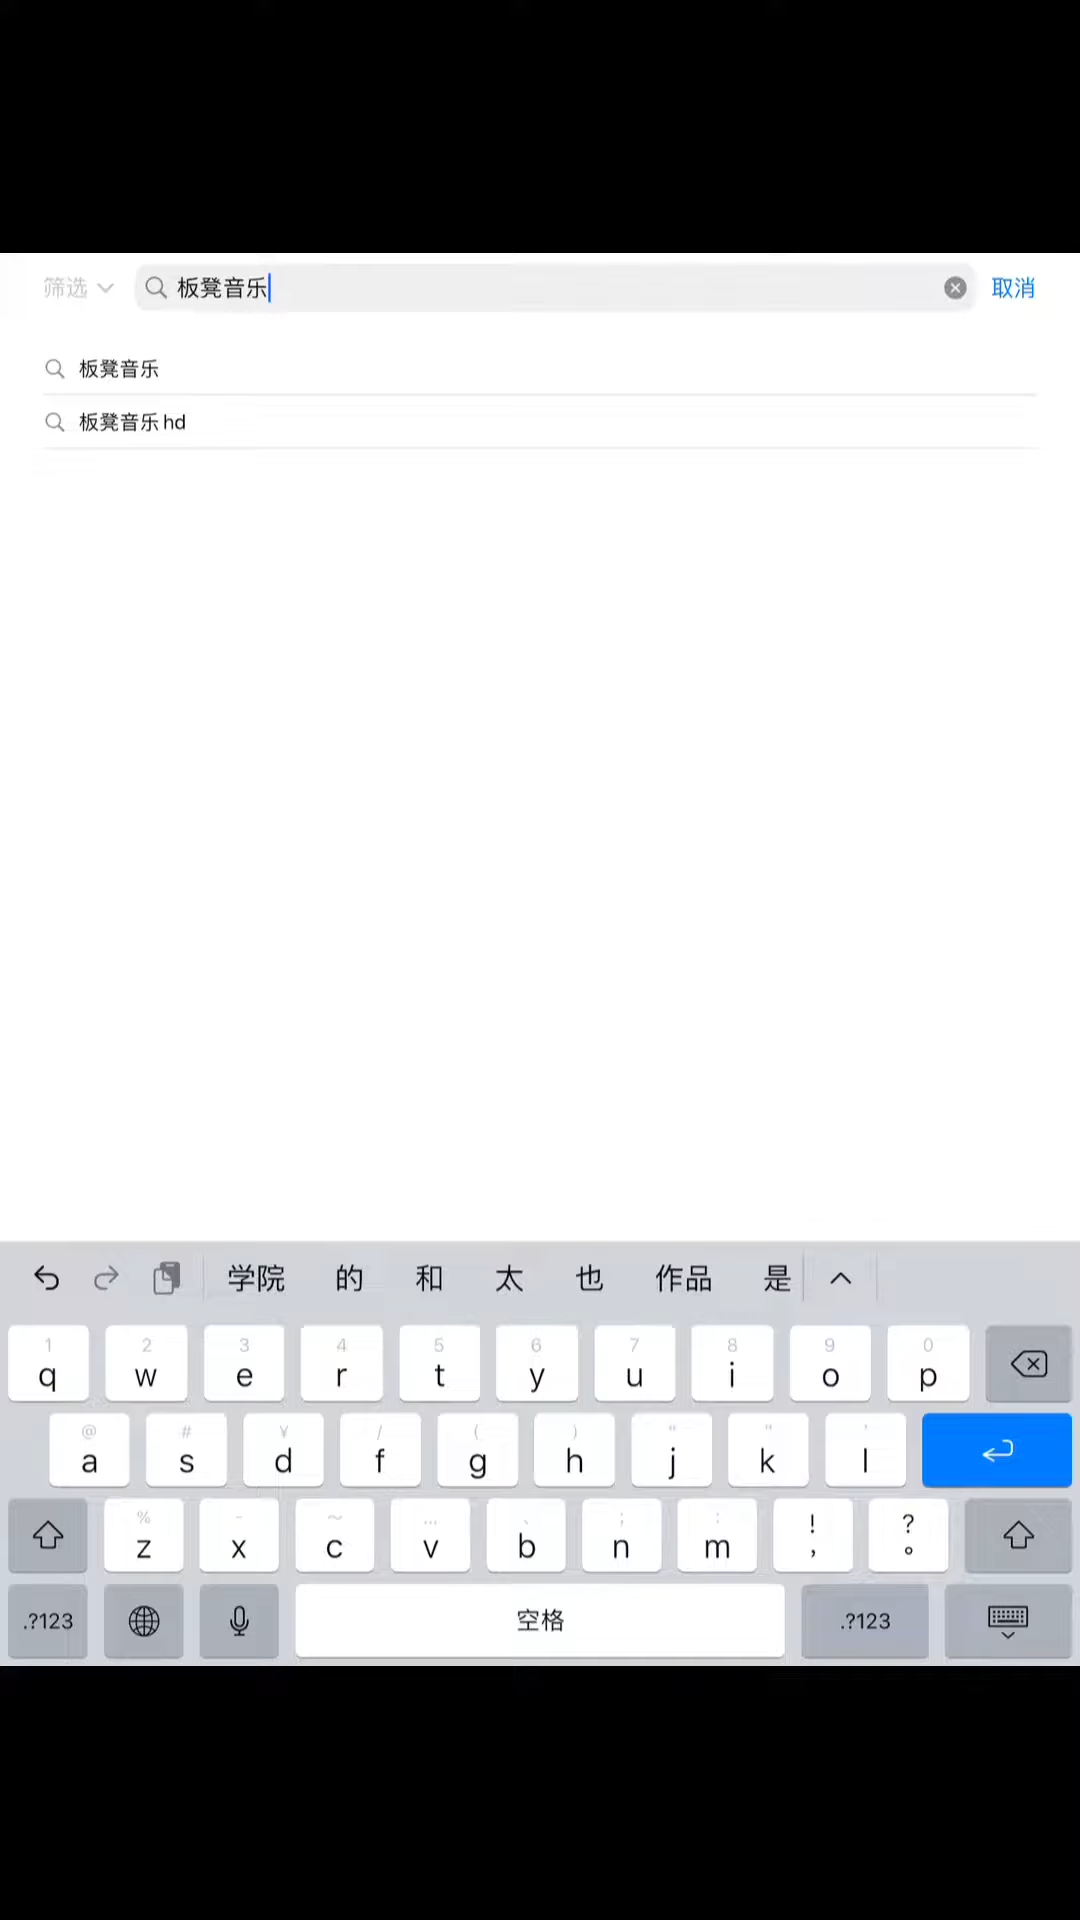 筛选 板凳音乐 取消
板凳音乐
板凳音乐hd
学院 的 和 太 也 作品 是
1 2 3 4 5 6 7 8 9 0
q w e r t y u i o p
@ # ¥ / ( ) “ ” '
a s d f g h j k l
% - ~ … 、 ; : ! ?
z x c v b n m , 。
.?123 空格 .?123